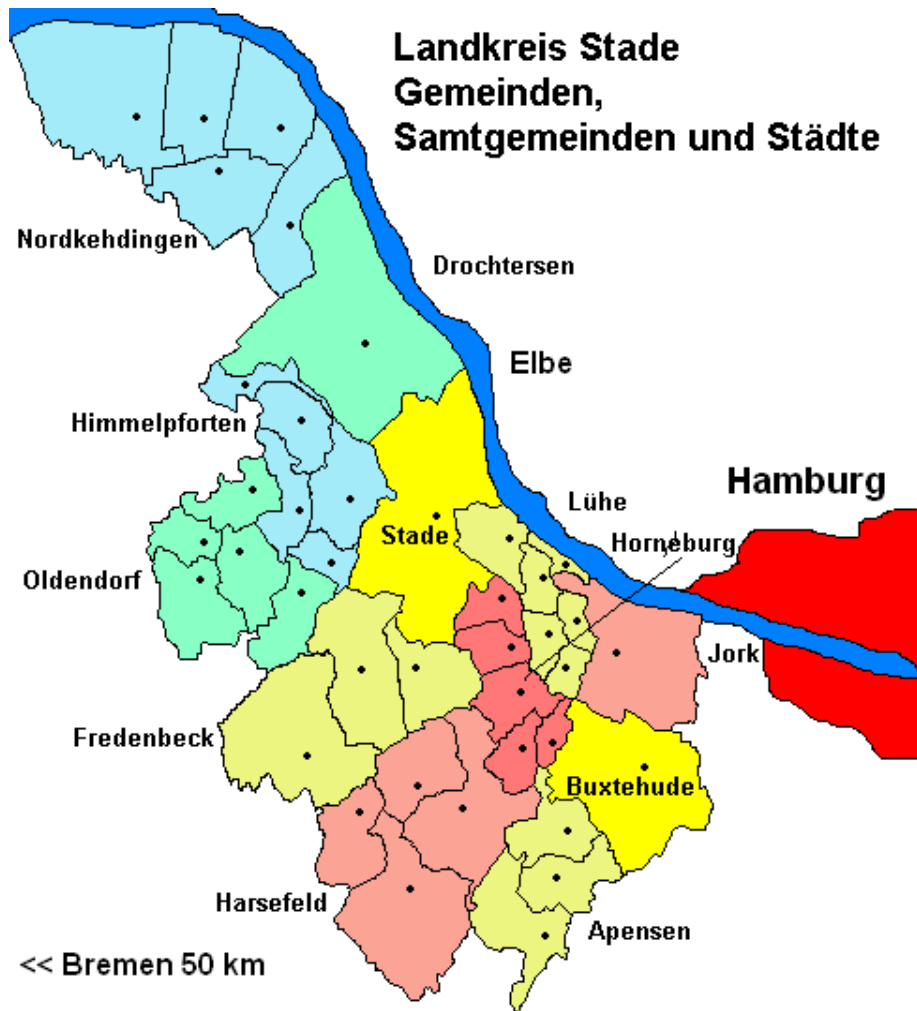 Landkreis Stade
Gemeinden,
Samtgemeinden und Städte
Nordkehdingen
Drochtersen
Elbe
Himmelpforten
Hamburg
Lühe
Stade
Horneburg
Oldendorf
Jork
Fredenbeck
Buxtehude
Harsefeld
Apensen
<< Bremen 50 km